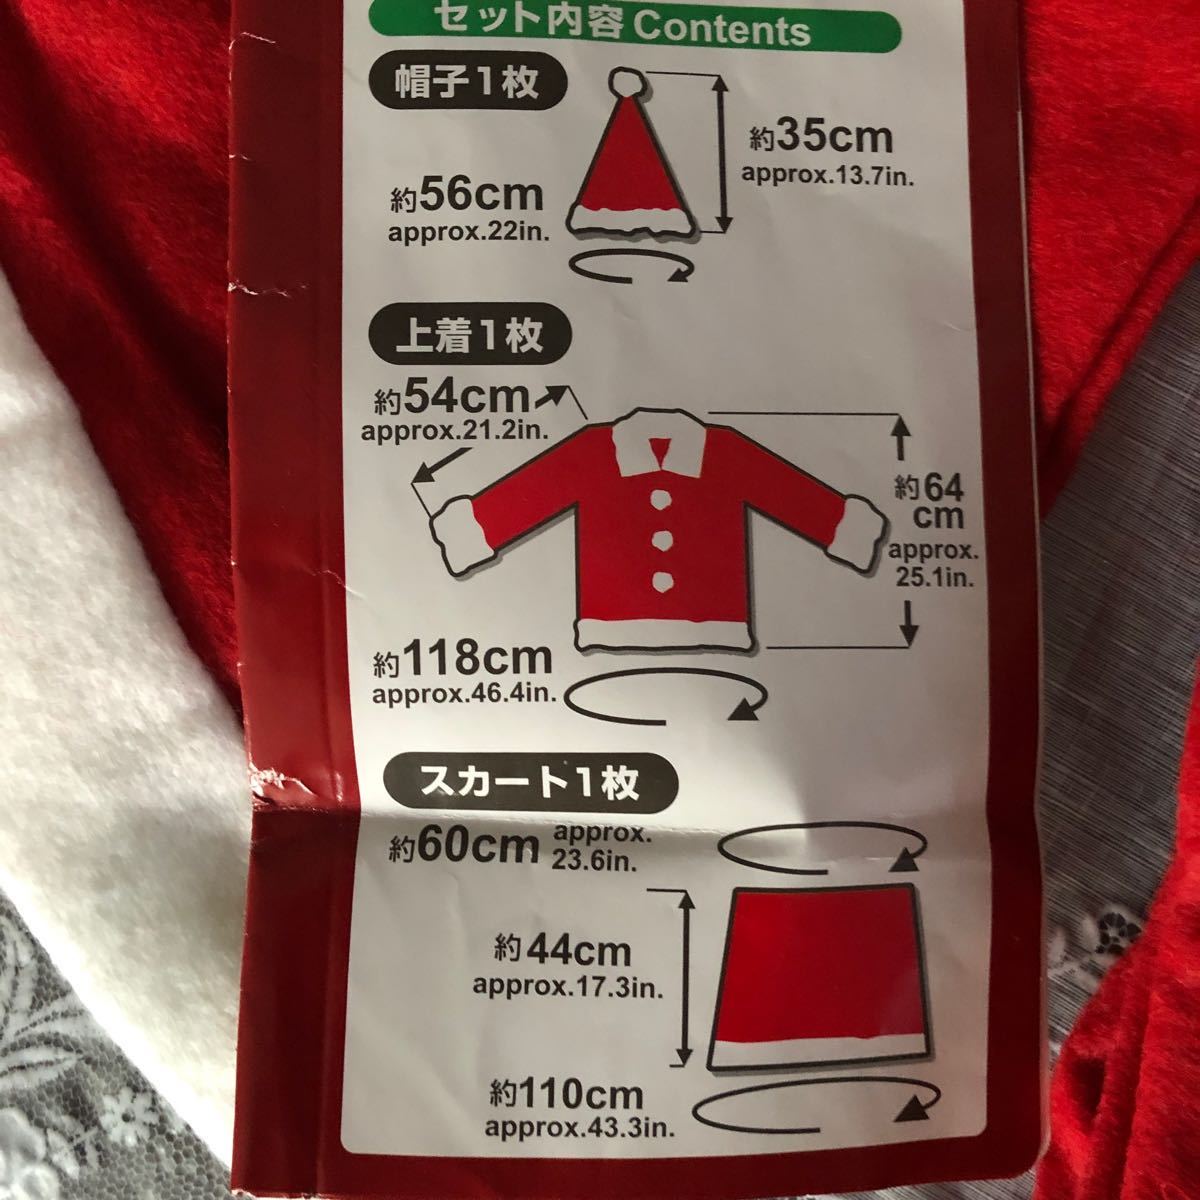 セット内容 Contents
帽子1枚
約35cm
approx.13.7in.
約56cm
approx.22in.
上着1枚
約54cm
approx.21.2in.
約64
cm
approx.
25.1in.
約118cm
approx.46.4in.
スカート1枚
約60cm approx.
23.6in.
約44cm
approx.17.3in.
約110cm
approx.43.3in.